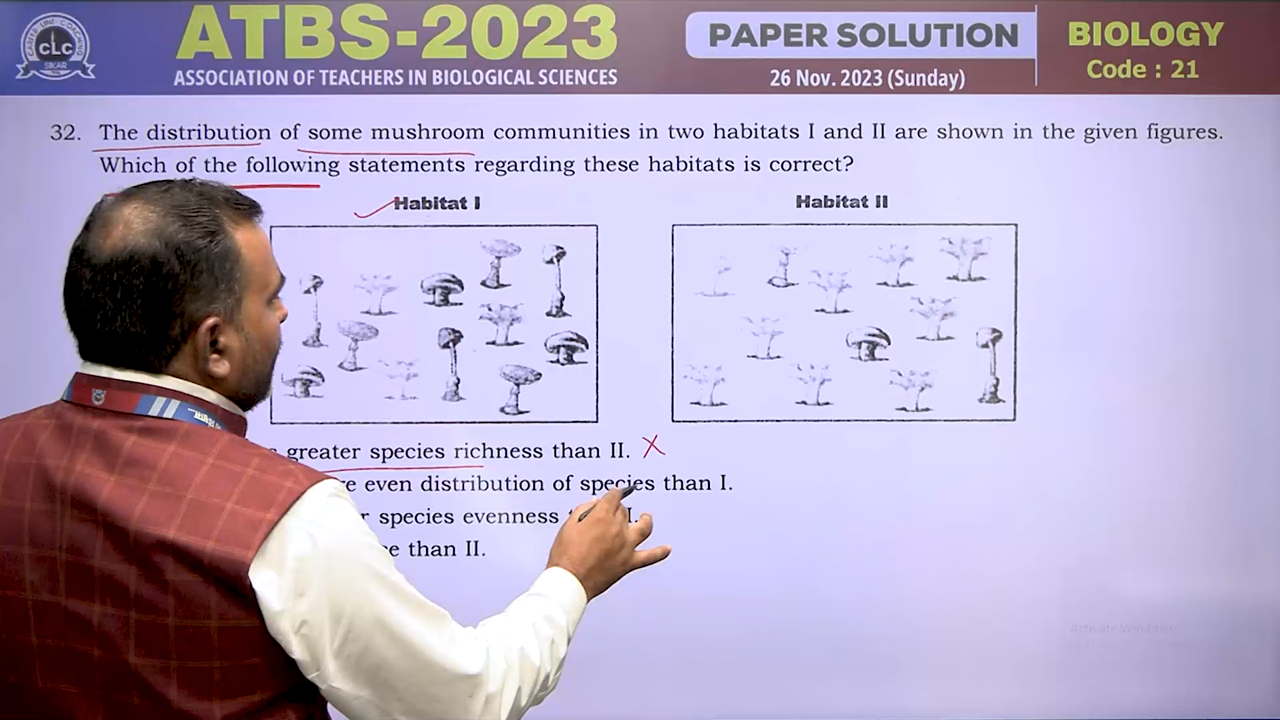 CLC
SIKAR
ATBS-2023
ASSOCIATION OF TEACHERS IN BIOLOGICAL SCIENCES
PAPER SOLUTION
26 Nov. 2023 (Sunday)
BIOLOGY
Code : 21
32. The distribution of some mushroom communities in two habitats I and II are shown in the given figures.
Which of the following statements regarding these habitats is correct?
Habitat I
Habitat II
greater species richness than II. X
even distribution of species than I.
species evenness I.
than II.
Activate Windows